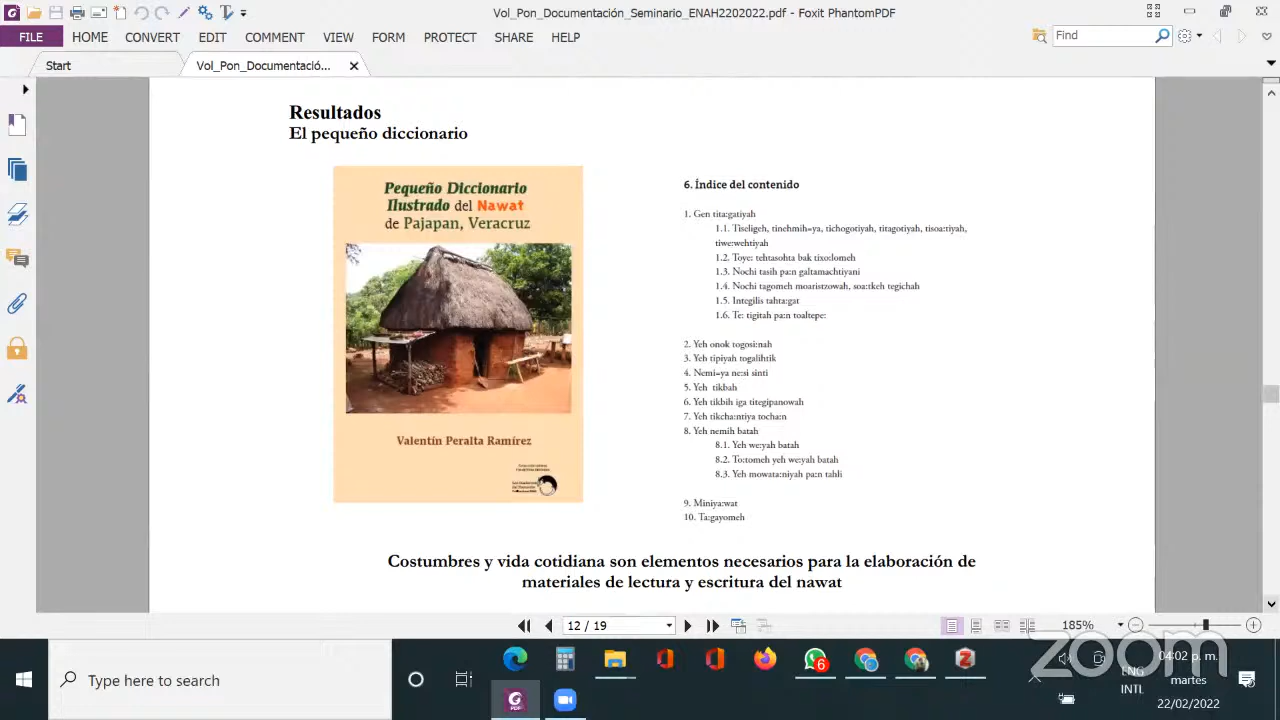 Vol_Pon_Documentación_Seminario_ENAH2202022.pdf - Foxit PhantomPDF
FILE HOME CONVERT EDIT COMMENT VIEW FORM PROTECT SHARE HELP
Find
Start
Vol_Pon_Documentació...
Resultados
El pequeño diccionario
Pequeño Diccionario
Ilustrado del Nawat
de Pajapan, Veracruz
Valentín Peralta Ramírez
6. Índice del contenido
1. Gen tita:gatiyah
1.1. Tiseligeh, tinehmih=ya, tichogotiyah, titagotiyah, tisoa:tiyah,
tiwe:wehtiyah
1.2. Toye: tehtasohta bak tixo:lomeh
1.3. Nochi tasih pa:n galtamachtiyani
1.4. Nochi tagomeh moaristzowah, soa:tkeh tegichah
1.5. Integilis tahta:gat
1.6. Te: tigitah pa:n toaltepe:
2. Yeh onok togosi:nah
3. Yeh tipiyah togalihtik
4. Nemi=ya ne:si sinti
5. Yeh tikbah
6. Yeh tikbih iga titegipanowah
7. Yeh tikcha:ntiya tocha:n
8. Yeh nemih batah
8.1. Yeh we:yah batah
8.2. To:tomeh yeh we:yah batah
8.3. Yeh mowata:niyah pa:n tahli
9. Miniya:wat
10. Ta:gayomeh
Costumbres y vida cotidiana son elementos necesarios para la elaboración de
materiales de lectura y escritura del nawat
12 / 19
185%
zoom
Type here to search
6
ENG
INTL
04:02 p. m.
martes
22/02/2022